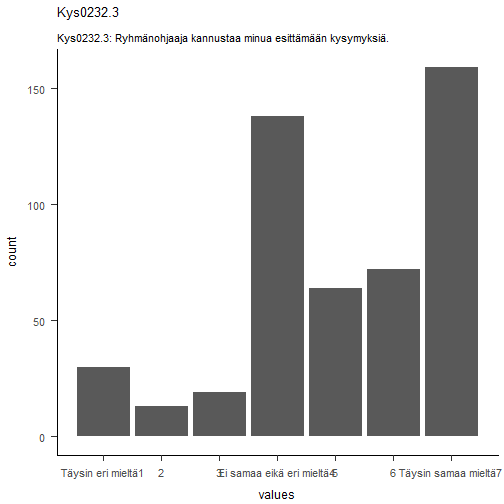 Kys0232.3
Kys0232.3: Ryhmänohjaaja kannustaa minua esittämään kysymyksiä.
150
100
50
0
count
Täysin eri mieltä1 2 3 Ei samaa eikä eri mieltä4 5 6 Täysin samaa mieltä7
values